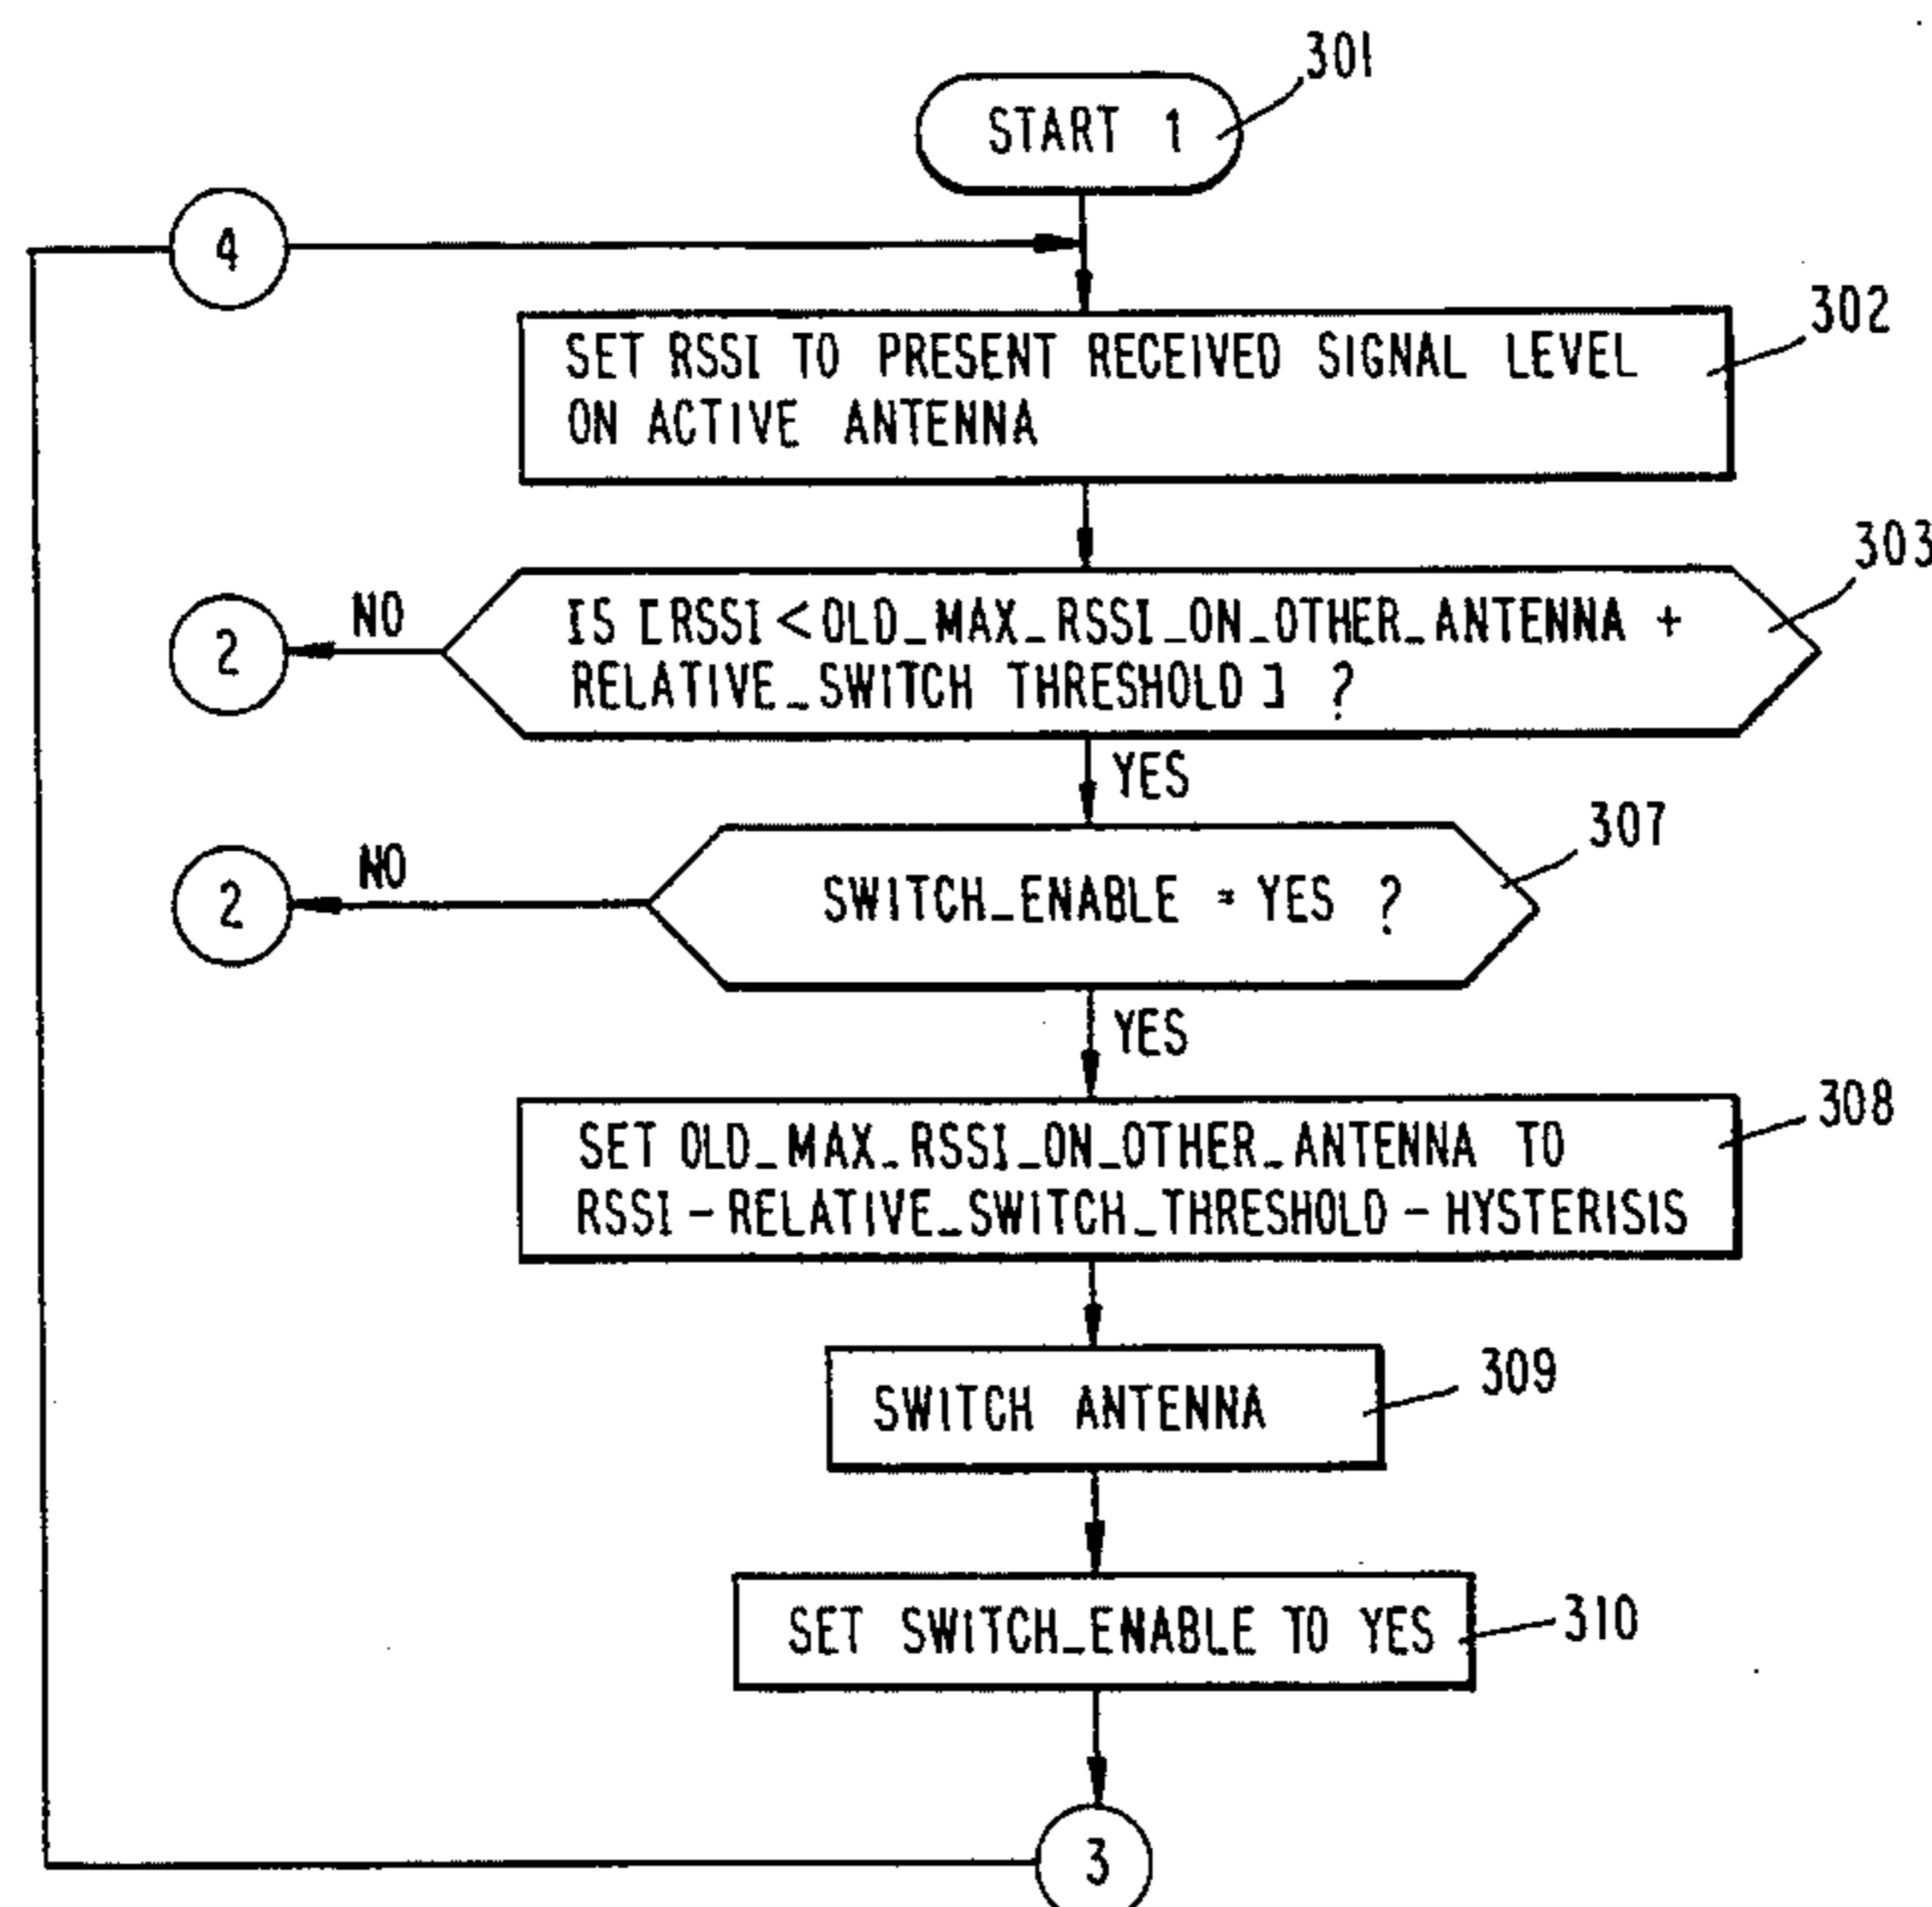 301
START 1
4
302
SET RSSI TO PRESENT RECEIVED SIGNAL LEVEL
ON ACTIVE ANTENNA
303
NO
2
IS [RSSI < OLD_MAX_RSSI_ON_OTHER_ANTENNA +
RELATIVE_SWITCH THRESHOLD] ?
YES
307
NO
2
SWITCH_ENABLE = YES ?
YES
308
SET OLD_MAX_RSSI_ON_OTHER_ANTENNA TO
RSSI - RELATIVE_SWITCH_THRESHOLD - HYSTERISIS
309
SWITCH ANTENNA
SET SWITCH_ENABLE TO YES
310
3